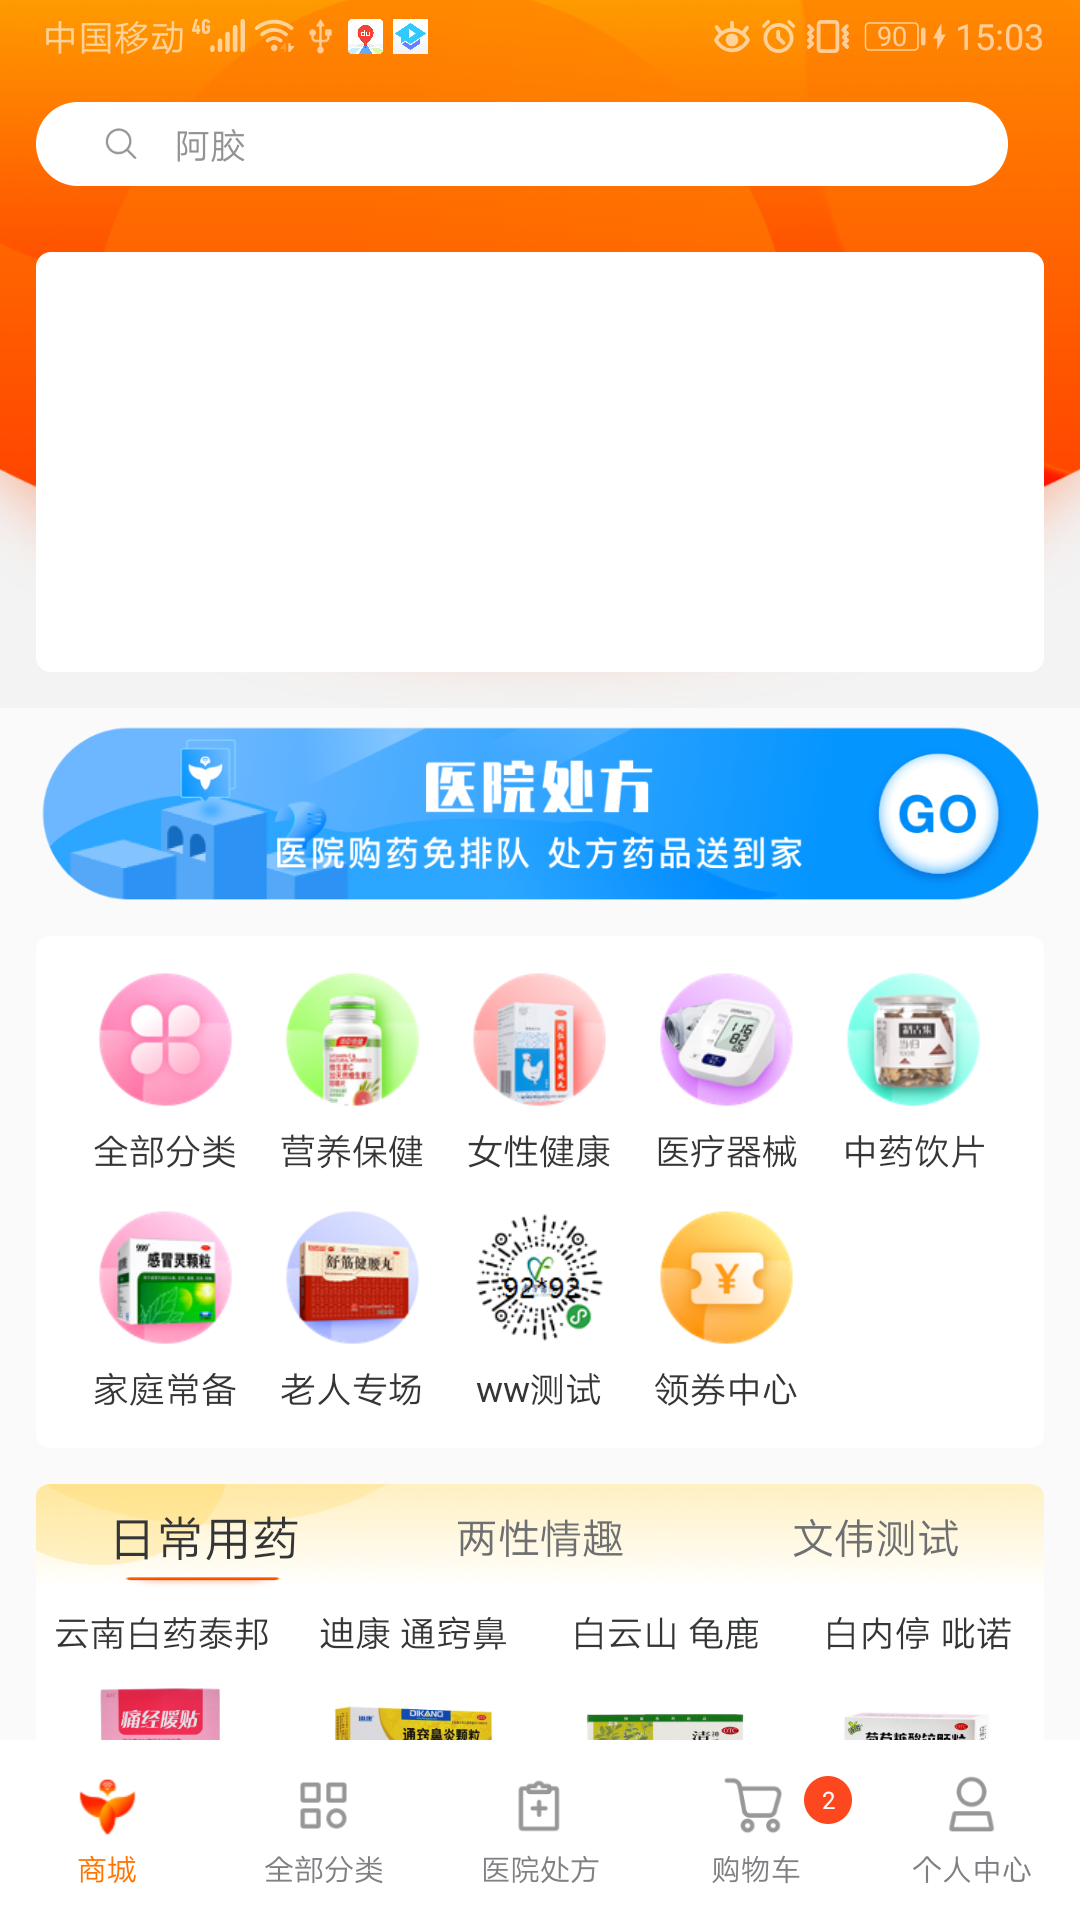 中国移动 4G 90 15:03
阿胶
医院处方
医院购药免排队 处方药品送到家
GO
全部分类 营养保健 女性健康 医疗器械 中药饮片
999 感冒灵颗粒
舒筋健腰丸
92*92
家庭常备 老人专场 ww测试 领券中心
日常用药 两性情趣 文伟测试
云南白药泰邦 迪康 通窍鼻 白云山 龟鹿 白内停 吡诺
痛经暖贴
DIKANG
通窍鼻炎颗粒
2
商城 全部分类 医院处方 购物车 个人中心